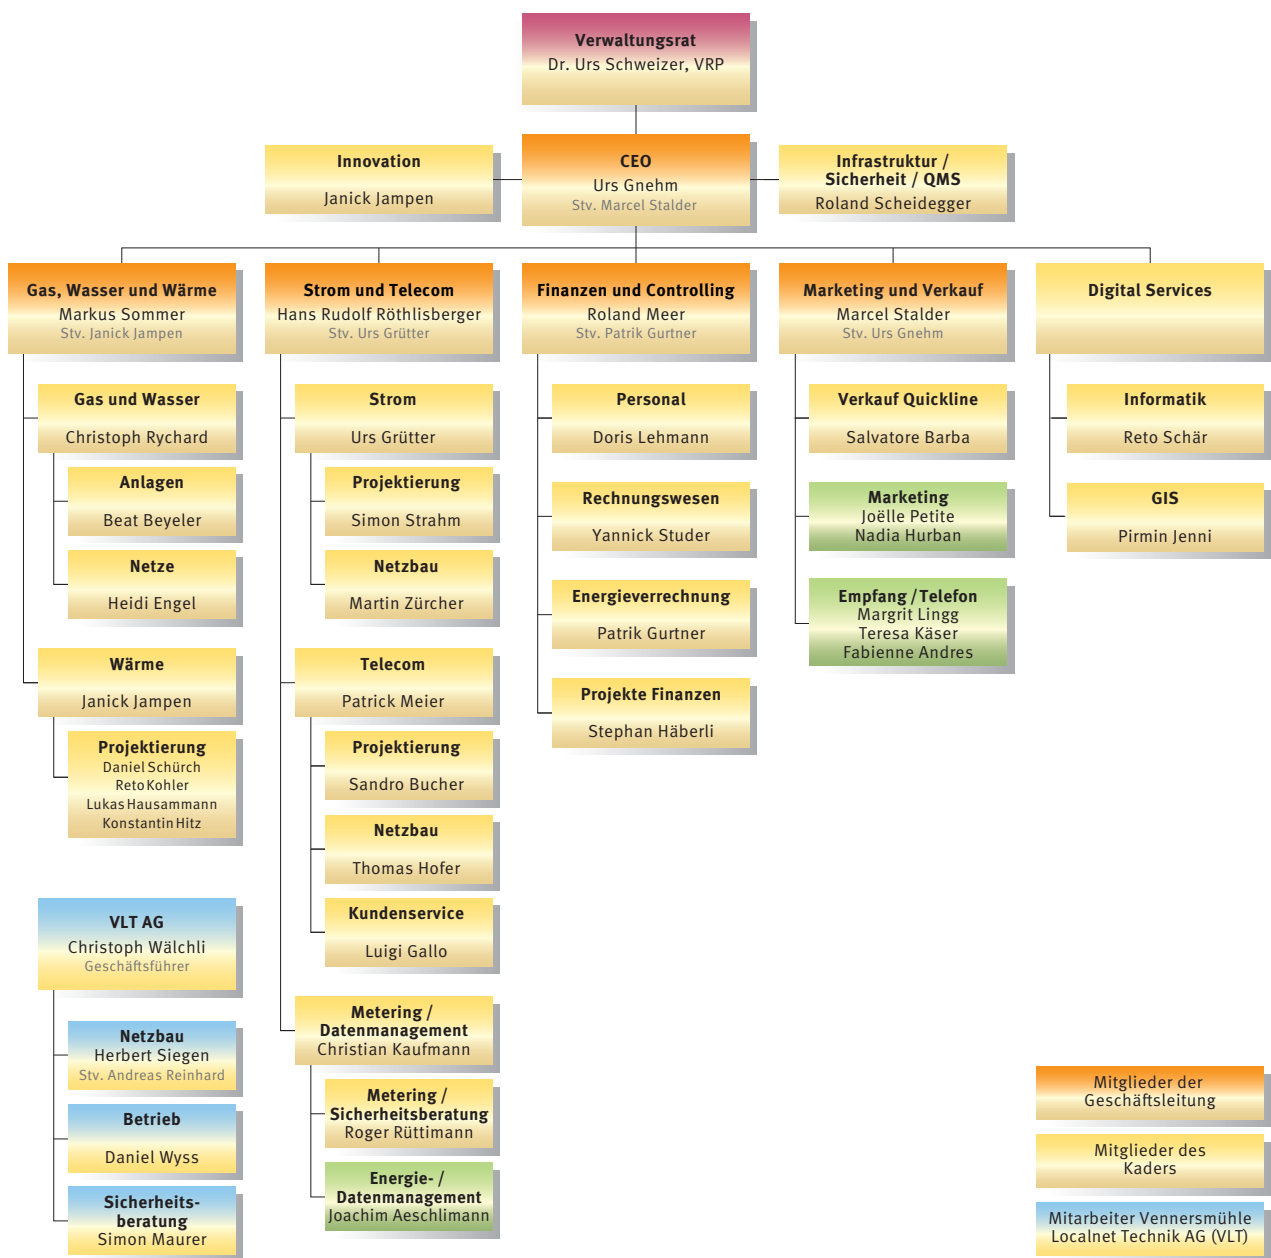 Verwaltungsrat
Dr. Urs Schweizer, VRP
Innovation
Janick Jampen
CEO
Urs Gnehm
Stv. Marcel Stalder
Infrastruktur /
Sicherheit / QMS
Roland Scheidegger
Gas, Wasser und Wärme
Markus Sommer
Stv. Janick Jampen
Strom und Telecom
Hans Rudolf Röthlisberger
Stv. Urs Grütter
Finanzen und Controlling
Roland Meer
Stv. Patrik Gurtner
Marketing und Verkauf
Marcel Stalder
Stv. Urs Gnehm
Digital Services
Gas und Wasser
Christoph Rychard
Anlagen
Beat Beyeler
Netze
Heidi Engel
Wärme
Janick Jampen
Projektierung
Daniel Schürch
Reto Kohler
Lukas Hausammann
Konstantin Hitz
VLT AG
Christoph Wälchli
Geschäftsführer
Netzbau
Herbert Siegen
Stv. Andreas Reinhard
Betrieb
Daniel Wyss
Sicherheits-
beratung
Simon Maurer
Strom
Urs Grütter
Projektierung
Simon Strahm
Netzbau
Martin Zürcher
Telecom
Patrick Meier
Projektierung
Sandro Bucher
Netzbau
Thomas Hofer
Kundenservice
Luigi Gallo
Metering /
Datenmanagement
Christian Kaufmann
Metering /
Sicherheitsberatung
Roger Rüttimann
Energie- /
Datenmanagement
Joachim Aeschlimann
Personal
Doris Lehmann
Rechnungswesen
Yannick Studer
Energieverrechnung
Patrik Gurtner
Projekte Finanzen
Stephan Häberli
Verkauf Quickline
Salvatore Barba
Marketing
Joëlle Petite
Nadia Hurban
Empfang / Telefon
Margrit Lingg
Teresa Käser
Fabienne Andres
Informatik
Reto Schär
GIS
Pirmin Jenni
Mitglieder der
Geschäftsleitung
Mitglieder des
Kaders
Mitarbeiter Vennersmühle
Localnet Technik AG (VLT)